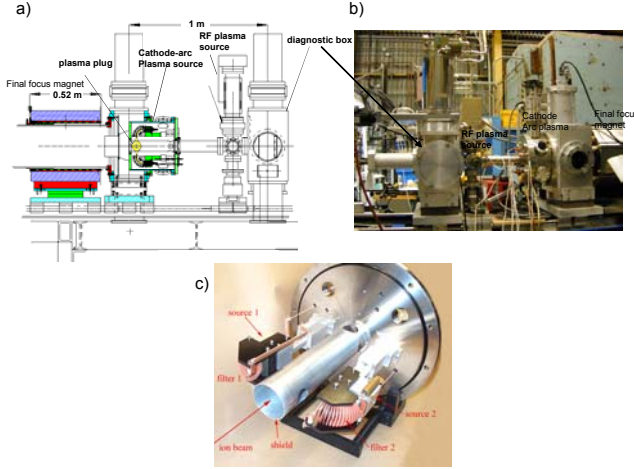 a)
1 m
RF plasma
source
Cathode-arc
Plasma source
plasma plug
Final focus magnet
0.52 m
diagnostic box
b)
RF plasma
source
Cathode
Arc plasma
Final focu
magnet
c)
source 1
filter 1
ion beam
shield
filter 2
source 2